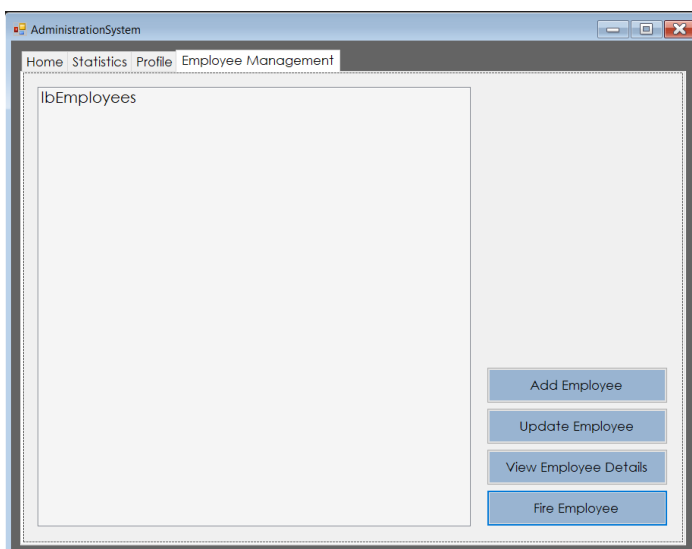 AdministrationSystem
Home Statistics Profile Employee Management
lbEmployees
Add Employee
Update Employee
View Employee Details
Fire Employee